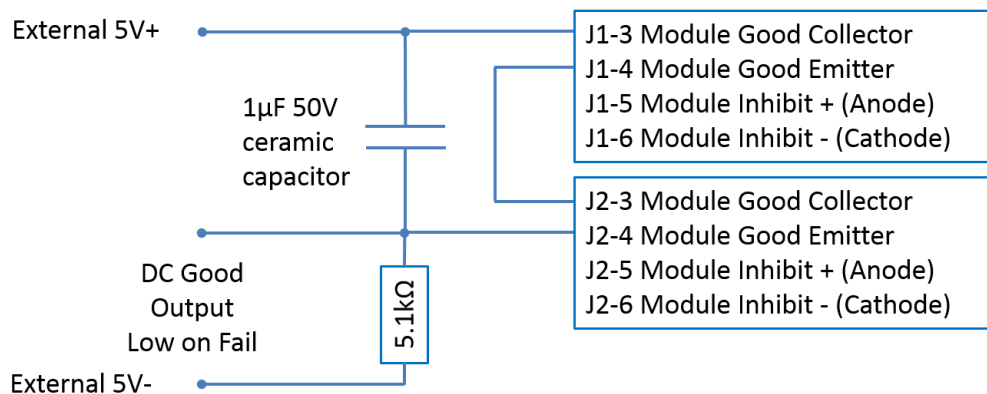 External 5V+
J1-3 Module Good Collector
J1-4 Module Good Emitter
J1-5 Module Inhibit + (Anode)
J1-6 Module Inhibit - (Cathode)
1µF 50V
ceramic
capacitor
J2-3 Module Good Collector
J2-4 Module Good Emitter
J2-5 Module Inhibit + (Anode)
J2-6 Module Inhibit - (Cathode)
DC Good
Output
Low on Fail
5.1kΩ
External 5V-